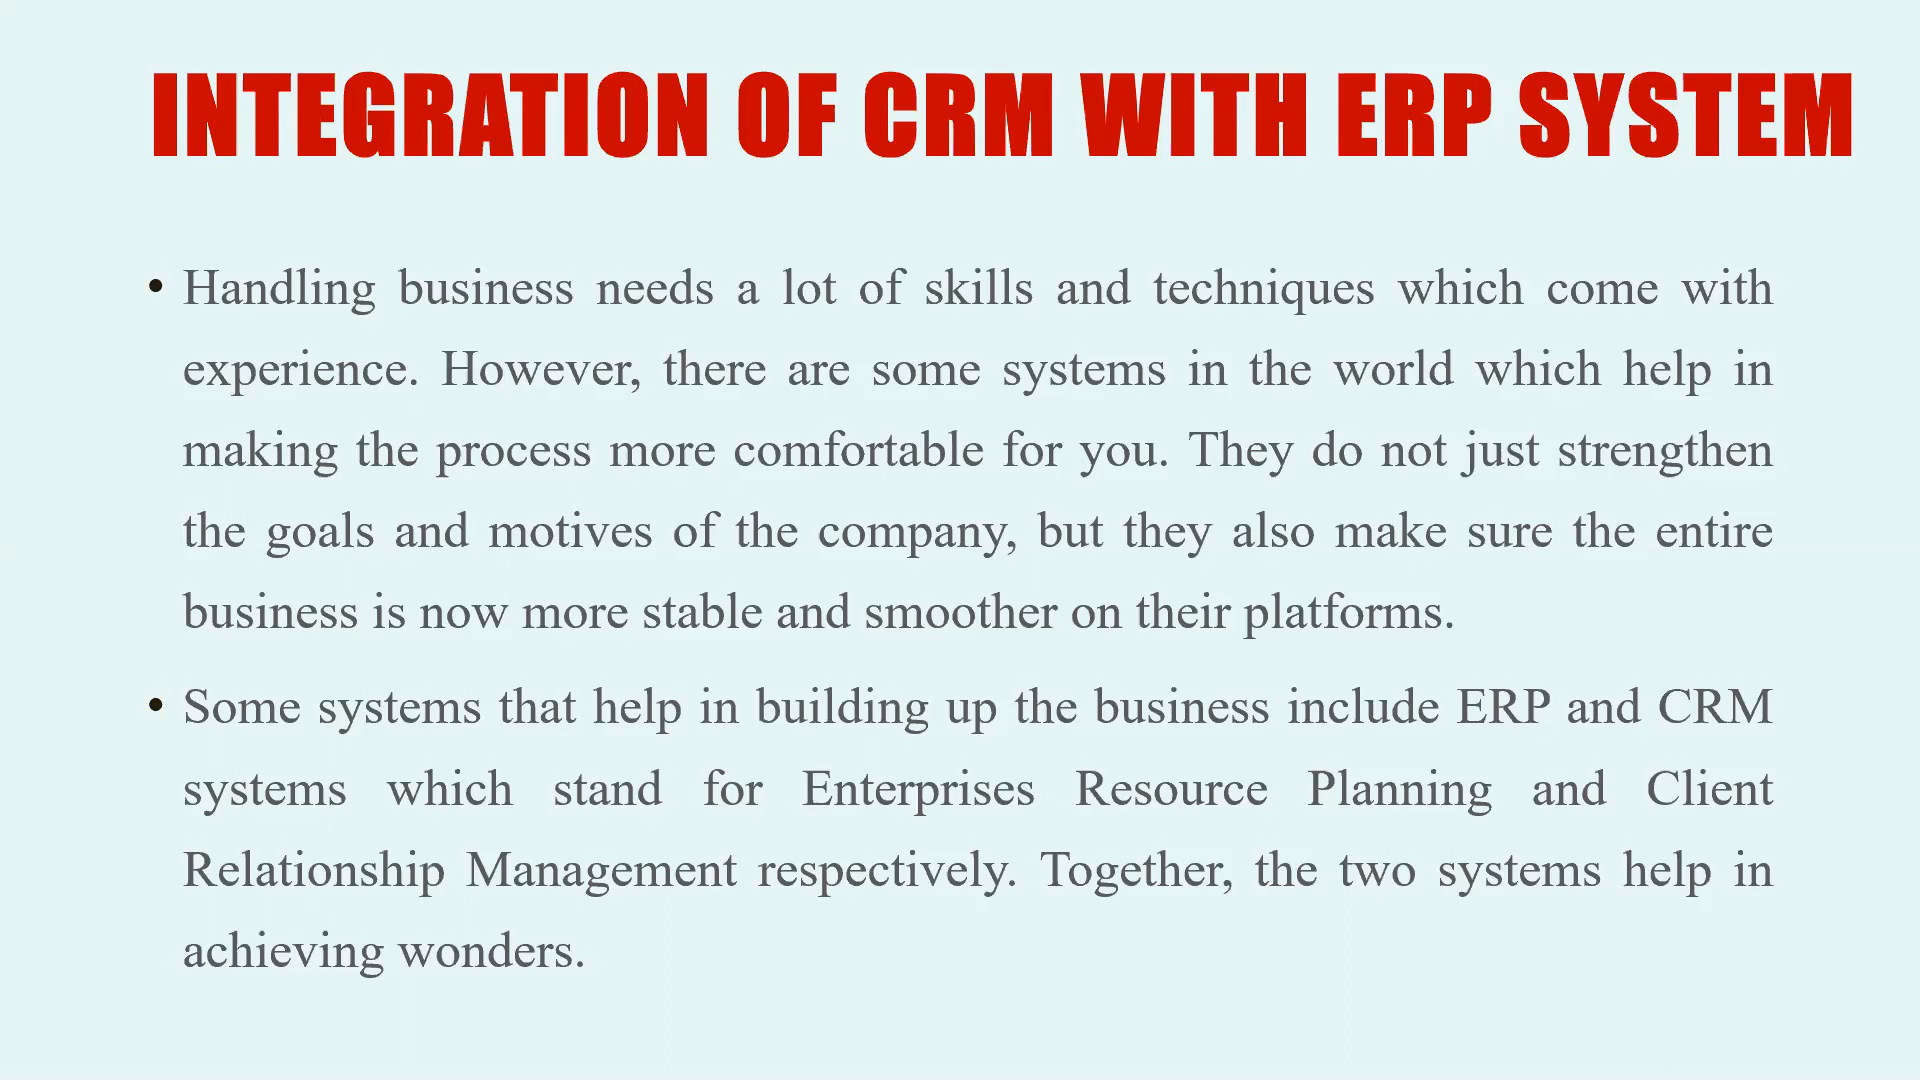 INTEGRATION OF CRM WITH ERP SYSTEM
• Handling business needs a lot of skills and techniques which come with
experience. However, there are some systems in the world which help in
making the process more comfortable for you. They do not just strengthen
the goals and motives of the company, but they also make sure the entire
business is now more stable and smoother on their platforms.
• Some systems that help in building up the business include ERP and CRM
systems which stand for Enterprises Resource Planning and Client
Relationship Management respectively. Together, the two systems help in
achieving wonders.